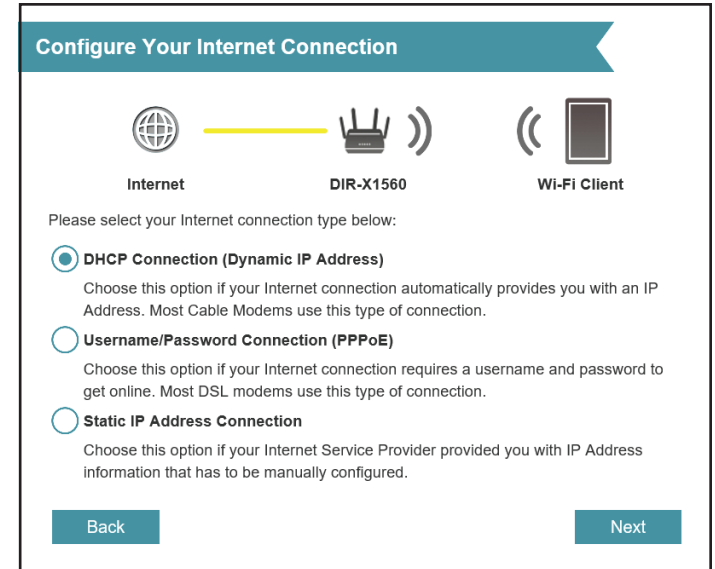 Configure Your Internet Connection
Internet
DIR-X1560
Wi-Fi Client
Please select your Internet connection type below:
DHCP Connection (Dynamic IP Address)
Choose this option if your Internet connection automatically provides you with an IP
Address. Most Cable Modems use this type of connection.
Username/Password Connection (PPPoE)
Choose this option if your Internet connection requires a username and password to
get online. Most DSL modems use this type of connection.
Static IP Address Connection
Choose this option if your Internet Service Provider provided you with IP Address
information that has to be manually configured.
Back
Next